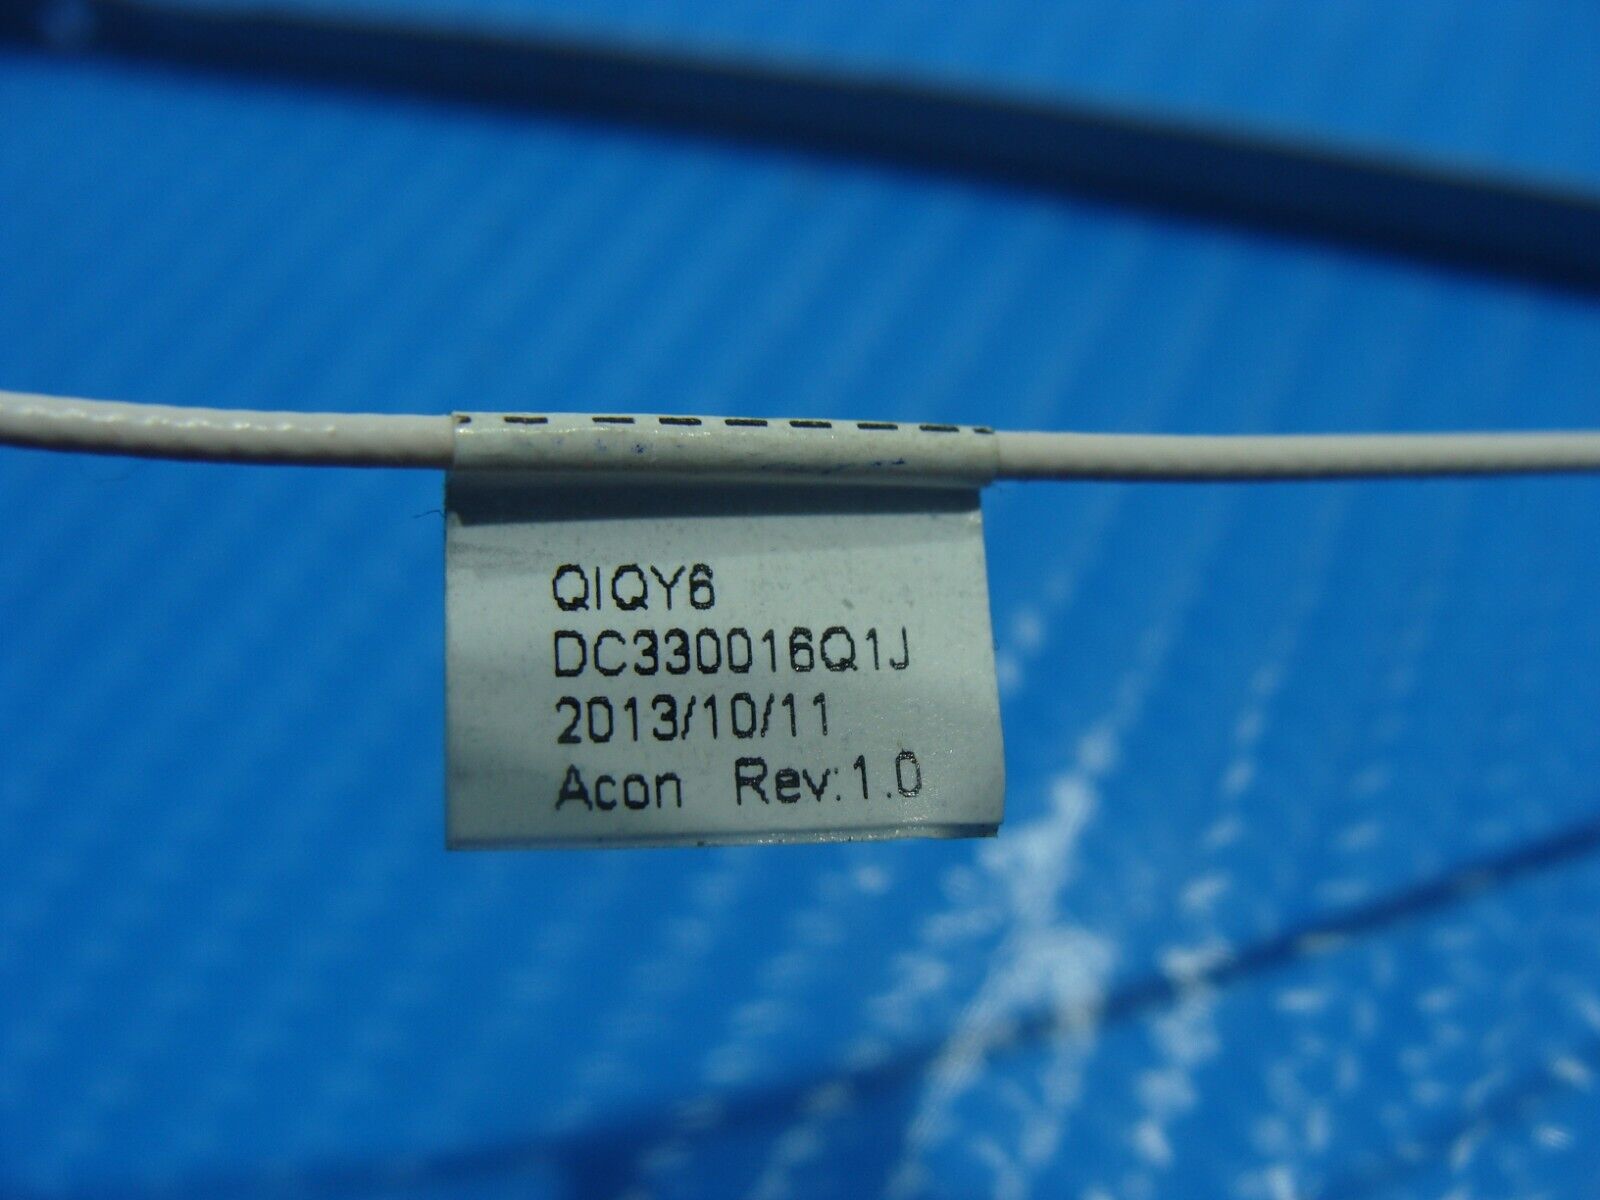 QIQY6
DC330016Q1J
2013/10/11
Acon Rev:1.0